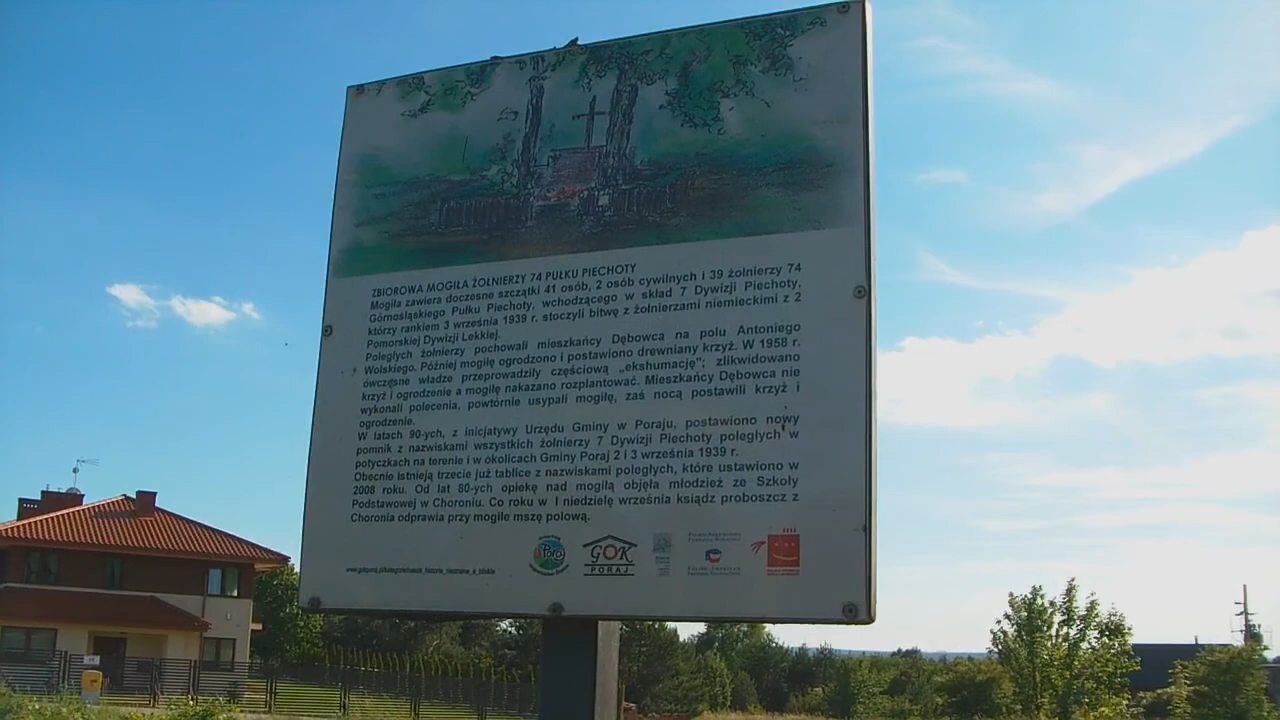 ZBIOROWA MOGIŁA ŻOŁNIERZY 74 PUŁKU PIECHOTY
Mogiła zawiera doczesne szczątki 41 osób, 2 osób cywilnych i 39 żołnierzy 74
Górnośląskiego Pułku Piechoty, wchodzącego w skład 7 Dywizji Piechoty,
którzy rankiem 3 września 1939 r. stoczyli bitwę z żołnierzami niemieckimi z 2
Pomorskiej Dywizji Lekkiej.
Poległych żołnierzy pochowali mieszkańcy Dębowca na polu Antoniego
Wolskiego. Później mogiłę ogrodzono i postawiono drewniany krzyż. W 1958 r.
ówczesne władze przeprowadziły częściową „ekshumację"; zlikwidowano
krzyż i ogrodzenie a mogiłę nakazano rozplantować. Mieszkańcy Dębowca nie
wykonali polecenia, powtórnie usypali mogiłę, zaś nocą postawili krzyż i
ogrodzenie.
W latach 90-ych, z inicjatywy Urzędu Gminy w Poraju, postawiono nowy
pomnik z nazwiskami wszystkich żołnierzy 7 Dywizji Piechoty poległych w
potyczkach na terenie i w okolicach Gminy Poraj 2 i 3 września 1939 r.
Obecnie istnieją trzecie już tablice z nazwiskami poległych, które ustawiono w
2008 roku. Od lat 80-ych opiekę nad mogiłą objęła młodzież ze Szkoły
Podstawowej w Choroniu. Co roku w I niedzielę września ksiądz proboszcz z
Choronia odprawia przy mogile mszę polową.
Poraj
GOK
PORAJ